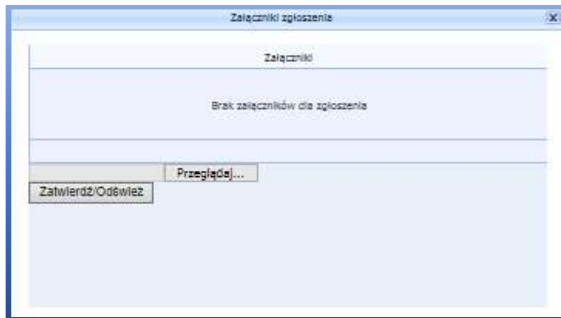 Załączniki zgłoszenia
Załączniki
Brak załączników dla zgłoszenia
Przeglądaj...
Zatwierdź/Odśwież